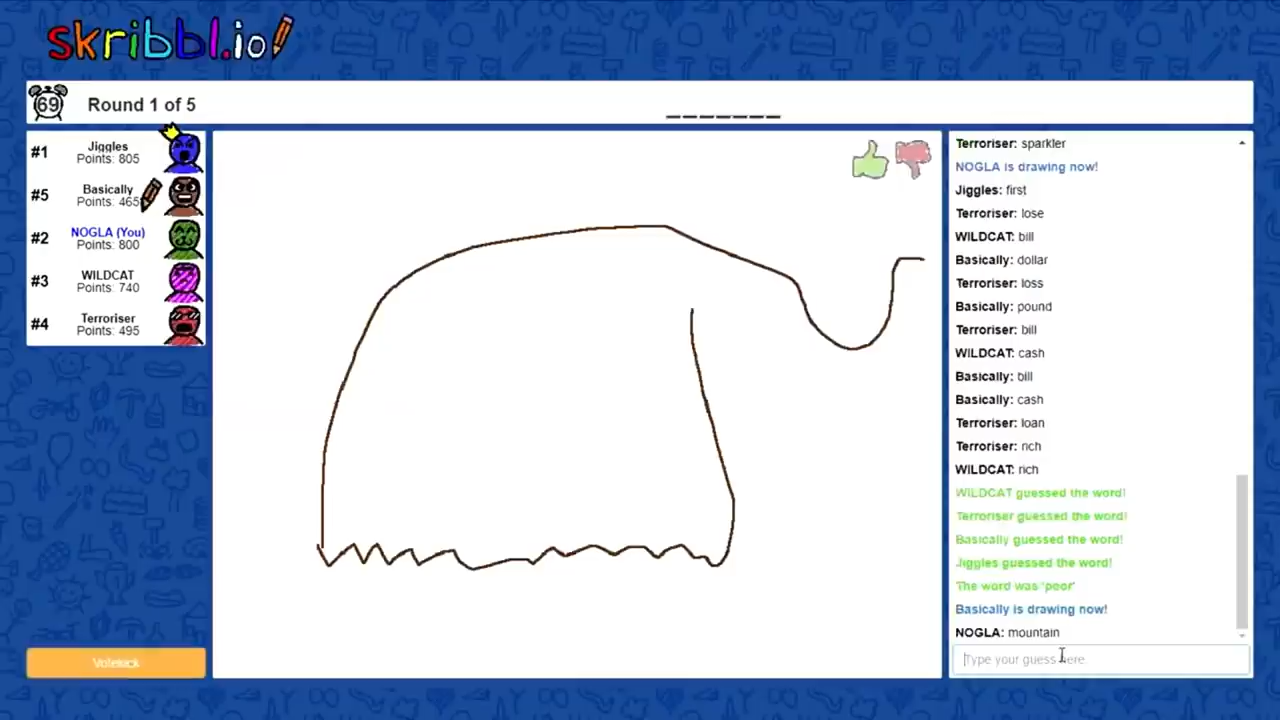 skribbl.io
69 Round 1 of 5
_______
#1 Jiggles
Points: 805
#5 Basically
Points: 465
#2 NOGLA (You)
Points: 800
#3 WILDCAT
Points: 740
#4 Terroriser
Points: 495
Votekick
Terroriser: sparkler
NOGLA is drawing now!
Jiggles: first
Terroriser: lose
WILDCAT: bill
Basically: dollar
Terroriser: loss
Basically: pound
Terroriser: bill
WILDCAT: cash
Basically: bill
Basically: cash
Terroriser: loan
Terroriser: rich
WILDCAT: rich
WILDCAT guessed the word!
Terroriser guessed the word!
Basically guessed the word!
Jiggles guessed the word!
The word was 'poor'
Basically is drawing now!
NOGLA: mountain
Type your guess here.